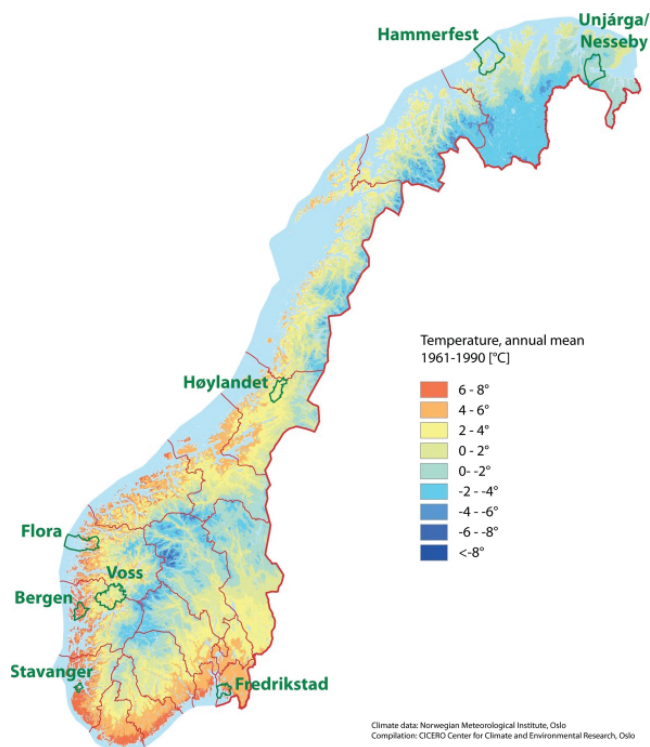 Unjárga/
Nesseby
Hammerfest
Temperature, annual mean
1961-1990 [°C]
6 - 8°
4 - 6°
2 - 4°
0 - 2°
0- -2°
-2 - -4°
-4 - -6°
-6 - -8°
<-8°
Høylandet
Flora
Voss
Bergen
Stavanger
Fredrikstad
Climate data: Norwegian Meteorological Institute, Oslo
Compilation: CICERO Center for Climate and Environmental Research, Oslo